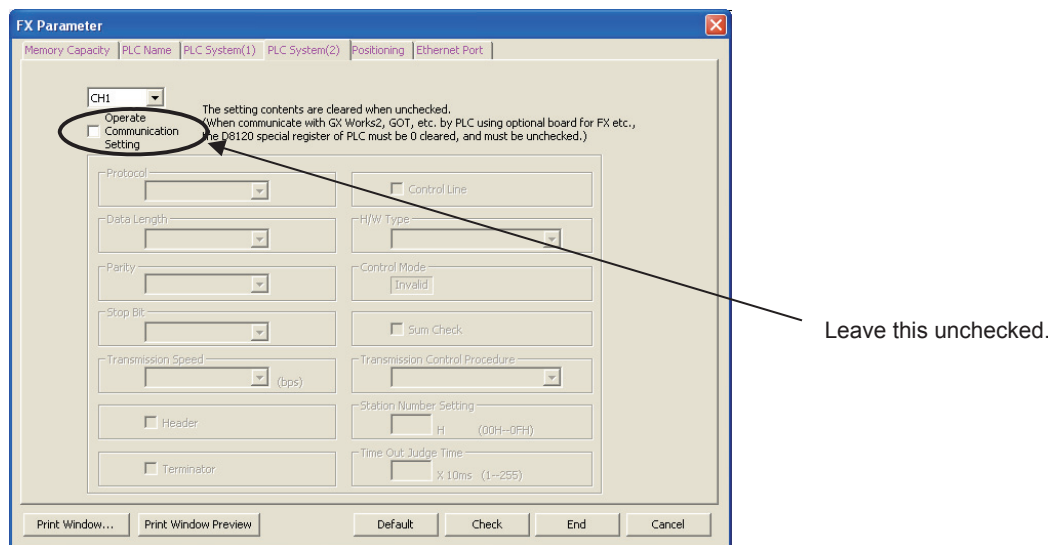 FX Parameter
Memory Capacity PLC Name PLC System(1) PLC System(2) Positioning Ethernet Port
CH1
Operate
Communication
Setting
The setting contents are cleared when unchecked.
(When communicate with GX Works2, GOT, etc. by PLC using optional board for FX etc.,
the D8120 special register of PLC must be 0 cleared, and must be unchecked.)
Protocol
Control Line
Data Length
H/W Type
Parity
Control Mode
Invalid
Stop Bit
Sum Check
Leave this unchecked.
Transmission Speed
(bps)
Transmission Control Procedure
Header
Station Number Setting
H (00H--0FH)
Terminator
Time Out Judge Time
X 10ms (1--255)
Print Window... Print Window Preview Default Check End Cancel